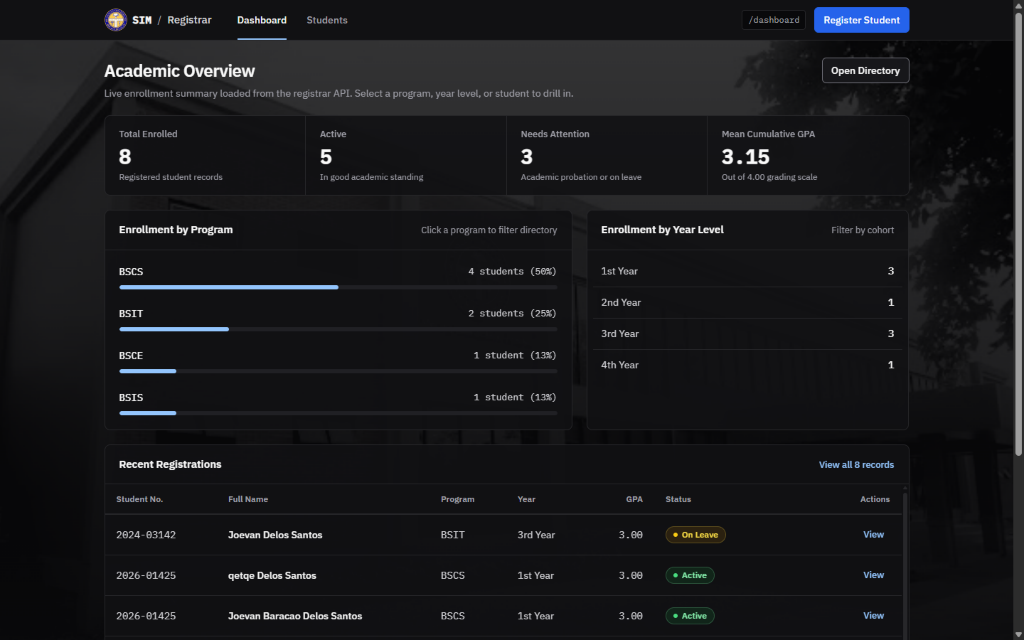 SIM / Registrar Dashboard Students /dashboard Register Student
Academic Overview Open Directory
Live enrollment summary loaded from the registrar API. Select a program, year level, or student to drill in.
Total Enrolled Active Needs Attention Mean Cumulative GPA
8 5 3 3.15
Registered student records In good academic standing Academic probation or on leave Out of 4.00 grading scale
Enrollment by Program Click a program to filter directory
BSCS 4 students (50%)
BSIT 2 students (25%)
BSCE 1 student (13%)
BSIS 1 student (13%)
Enrollment by Year Level Filter by cohort
1st Year 3
2nd Year 1
3rd Year 3
4th Year 1
Recent Registrations View all 8 records
Student No. Full Name Program Year GPA Status Actions
2024-03142 Joevan Delos Santos BSIT 3rd Year 3.00 On Leave View
2026-01425 qetqe Delos Santos BSCS 1st Year 3.00 Active View
2026-01425 Joevan Baracao Delos Santos BSCS 1st Year 3.00 Active View